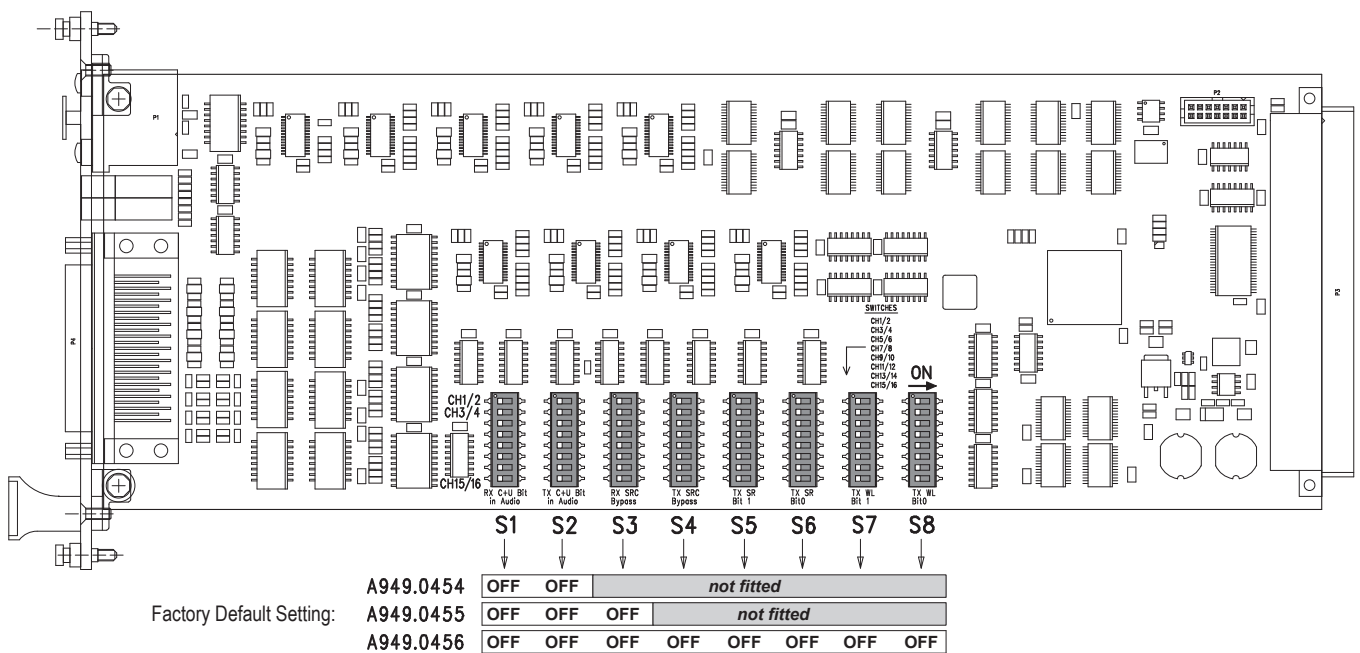 P1
P2
P3
P4
SWITCHES
CH1/2
CH3/4
CH5/6
CH7/8
CH9/10
CH11/12
CH13/14
CH15/16
ON
CH1/2
CH3/4
CH15/16
RX C+U Bit in Audio
TX C+U Bit in Audio
RX SRC Bypass
TX SRC Bypass
TX SR Bit 1
TX SR Bit0
TX WL Bit 1
TX WL Bit0
S1 S2 S3 S4 S5 S6 S7 S8
A949.0454 OFF OFF not fitted
Factory Default Setting: A949.0455 OFF OFF OFF not fitted
A949.0456 OFF OFF OFF OFF OFF OFF OFF OFF